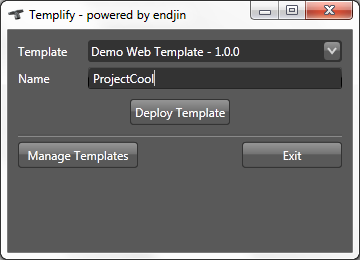 Templify - powered by endjin
Template Demo Web Template - 1.0.0
Name ProjectCool
Deploy Template
Manage Templates Exit